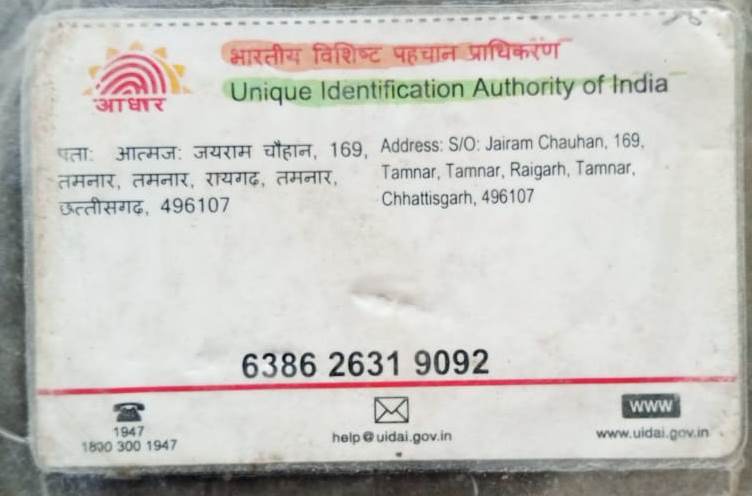 भारतीय विशिष्ट पहचान प्राधिकरण
Unique Identification Authority of India
आधार
पता: आत्मज: जयराम चौहान, 169,
तमनार, तमनार, रायगढ़, तमनार,
छत्तीसगढ़, 496107
Address: S/O: Jairam Chauhan, 169,
Tamnar, Tamnar, Raigarh, Tamnar,
Chhattisgarh, 496107
6386 2631 9092
1947
1800 300 1947
help@uidai.gov.in
WWW
www.uidai.gov.in